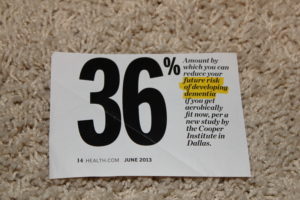 36%
Amount by
which you can
reduce your
future risk
of developing
dementia
if you get
aerobically
fit now, per a
new study by
the Cooper
Institute in
Dallas.
14 HEALTH.COM JUNE 2013